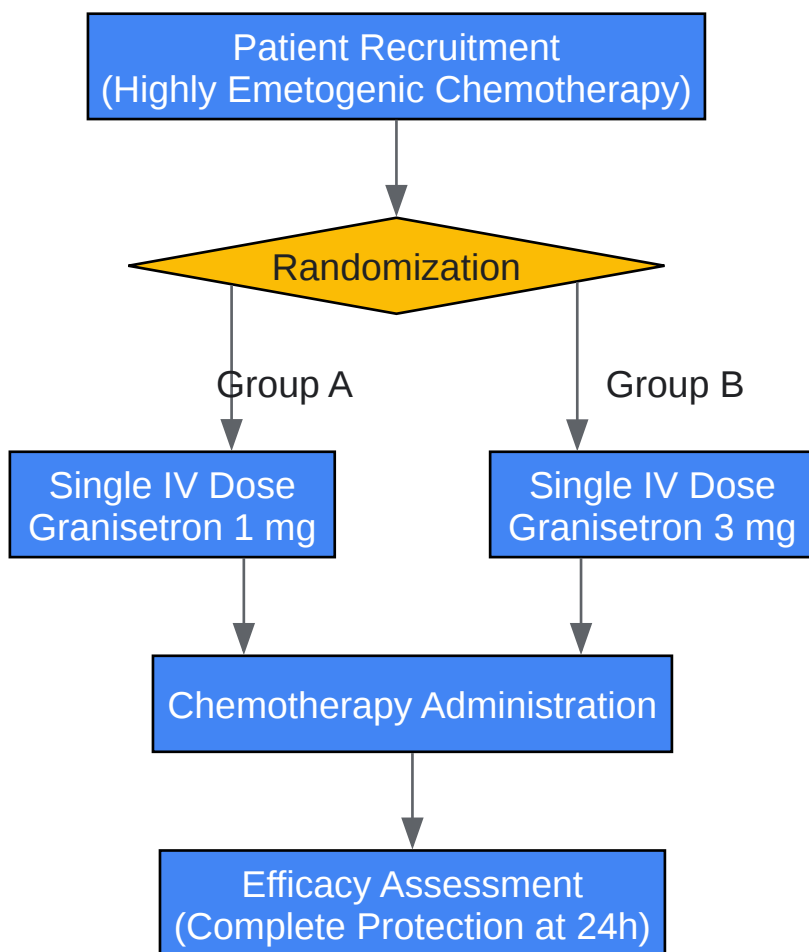 Patient Recruitment
(Highly Emetogenic Chemotherapy)
Randomization
Group A
Group B
Single IV Dose
Granisetron 1 mg
Single IV Dose
Granisetron 3 mg
Chemotherapy Administration
Efficacy Assessment
(Complete Protection at 24h)